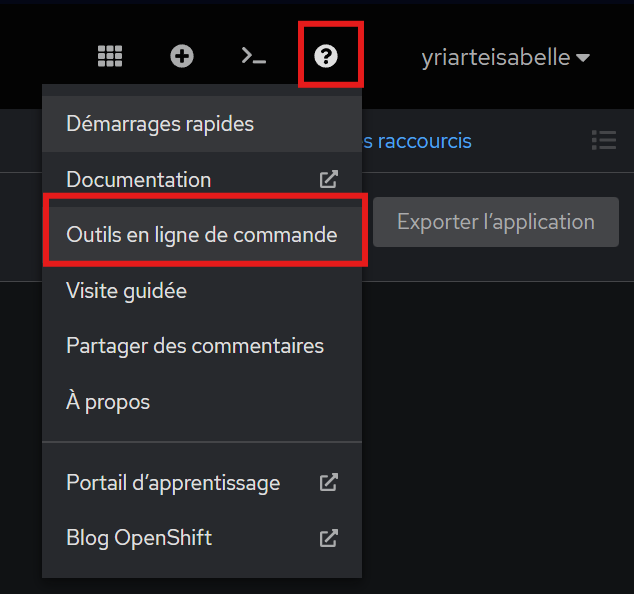 yriarteisabelle
Démarrages rapides
s raccourcis
Documentation
Outils en ligne de commande
Exporter l’application
Visite guidée
Partager des commentaires
À propos
Portail d’apprentissage
Blog OpenShift